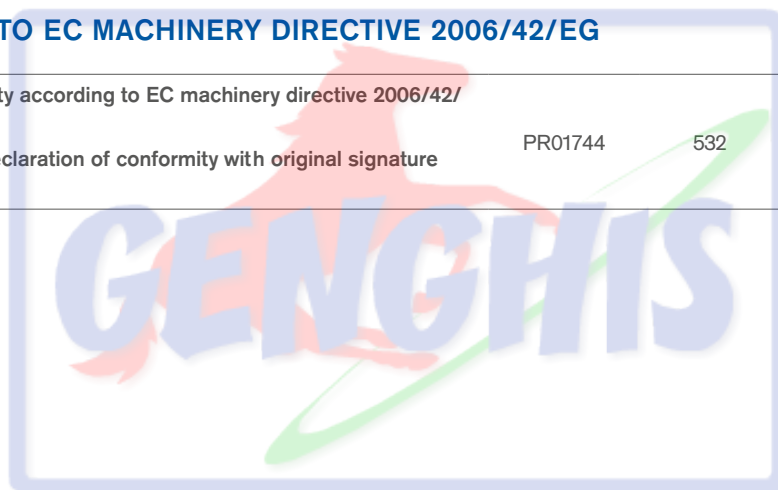 TO EC MACHINERY DIRECTIVE 2006/42/EG
ty according to EC machinery directive 2006/42/
eclaration of conformity with original signature
PR01744 532
GENGHIS